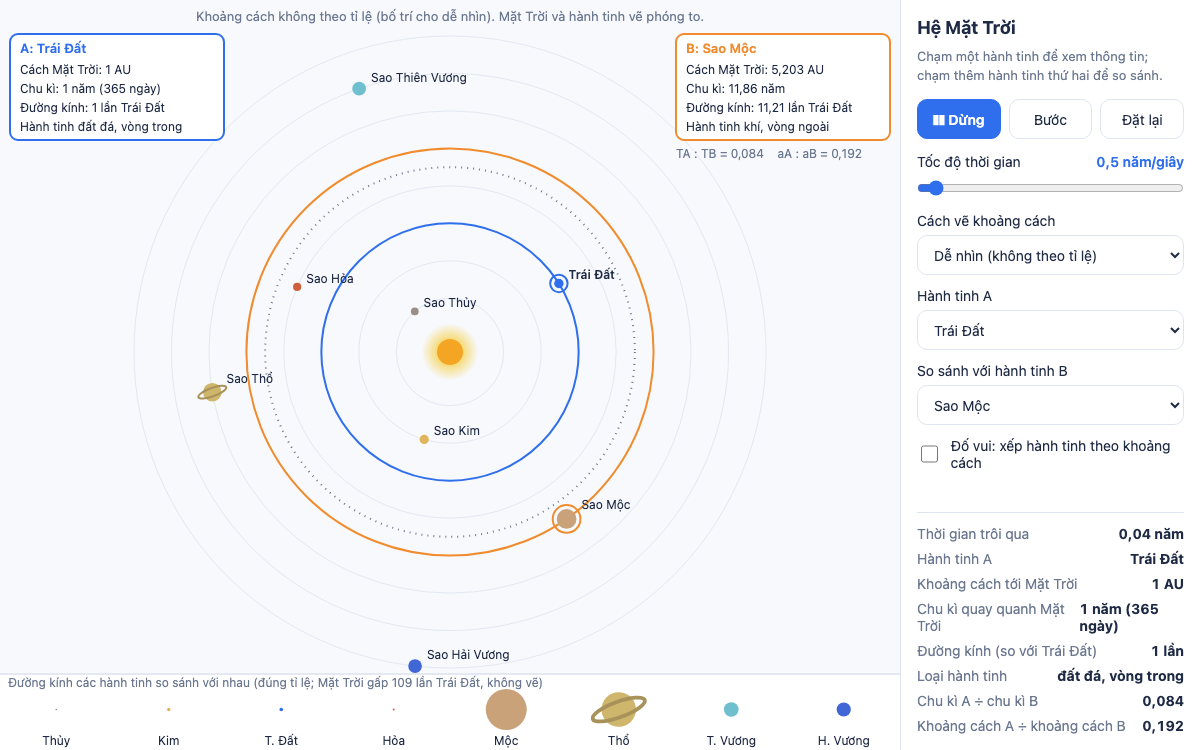 Khoảng cách không theo tỉ lệ (bố trí cho dễ nhìn). Mặt Trời và hành tinh vẽ phóng to.
A: Trái Đất
Cách Mặt Trời: 1 AU
Chu kì: 1 năm (365 ngày)
Đường kính: 1 lần Trái Đất
Hành tinh đất đá, vòng trong
B: Sao Mộc
Cách Mặt Trời: 5,203 AU
Chu kì: 11,86 năm
Đường kính: 11,21 lần Trái Đất
Hành tinh khí, vòng ngoài
TA : TB = 0,084 aA : aB = 0,192
Sao Thiên Vương
Trái Đất
Sao Hỏa
Sao Thủy
Sao Thổ
Sao Kim
Sao Mộc
Sao Hải Vương
Đường kính các hành tinh so sánh với nhau (đúng tỉ lệ; Mặt Trời gấp 109 lần Trái Đất, không vẽ)
Thủy Kim T. Đất Hỏa Mộc Thổ T. Vương H. Vương
Hệ Mặt Trời
Chạm một hành tinh để xem thông tin;
chạm thêm hành tinh thứ hai để so sánh.
Dừng Bước Đặt lại
Tốc độ thời gian 0,5 năm/giây
Cách vẽ khoảng cách
Dễ nhìn (không theo tỉ lệ)
Hành tinh A
Trái Đất
So sánh với hành tinh B
Sao Mộc
Đố vui: xếp hành tinh theo khoảng
cách
Thời gian trôi qua 0,04 năm
Hành tinh A Trái Đất
Khoảng cách tới Mặt Trời 1 AU
Chu kì quay quanh Mặt 1 năm (365
Trời ngày)
Đường kính (so với Trái Đất) 1 lần
Loại hành tinh đất đá, vòng trong
Chu kì A ÷ chu kì B 0,084
Khoảng cách A ÷ khoảng cách B 0,192